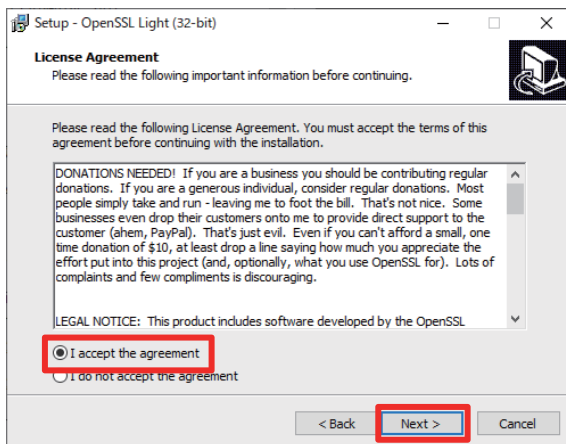 Setup - OpenSSL Light (32-bit)
License Agreement
Please read the following important information before continuing.
Please read the following License Agreement. You must accept the terms of this
agreement before continuing with the installation.
DONATIONS NEEDED!  If you are a business you should be contributing regular
donations.  If you are a generous individual, consider regular donations.  Most
people simply take and run - leaving me to foot the bill.  That's not nice.  Some
businesses even drop their customers onto me to provide direct support to the
customer (ahem, PayPal).  That's just evil.  Even if you can't afford a small, one
time donation of $10, at least drop a line saying how much you appreciate the
effort put into this project (and, optionally, what you use OpenSSL for).  Lots of
complaints and few compliments is discouraging.
LEGAL NOTICE:  This product includes software developed by the OpenSSL
I accept the agreement
I do not accept the agreement
< Back
Next >
Cancel